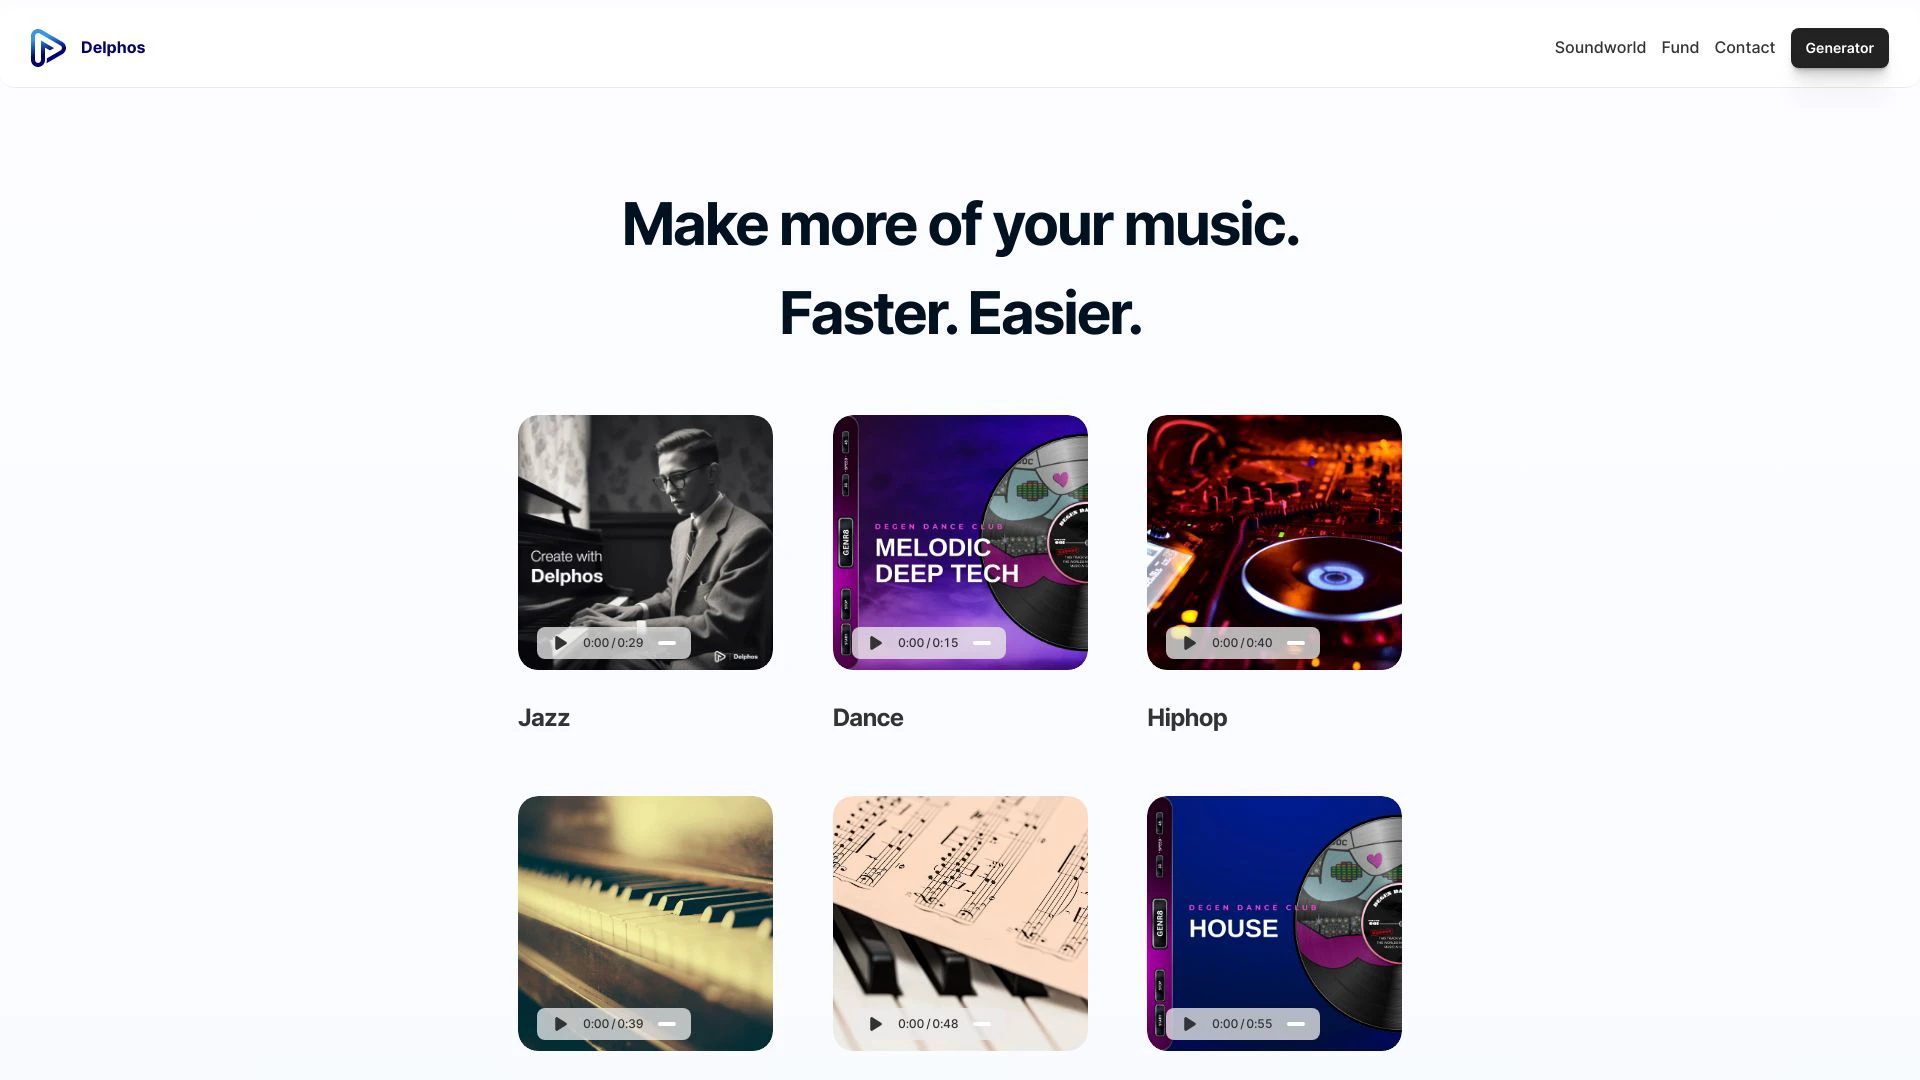 Delphos
Soundworld
Fund
Contact
Generator
Make more of your music.
Faster. Easier.
Create with
Delphos
0:00 / 0:29
Delphos
GENR8
DEGEN DANCE CLUB
MELODIC
DEEP TECH
0:00 / 0:15
0:00 / 0:40
Jazz
Dance
Hiphop
0:00 / 0:39
0:00 / 0:48
GENR8
DEGEN DANCE CLUB
HOUSE
0:00 / 0:55